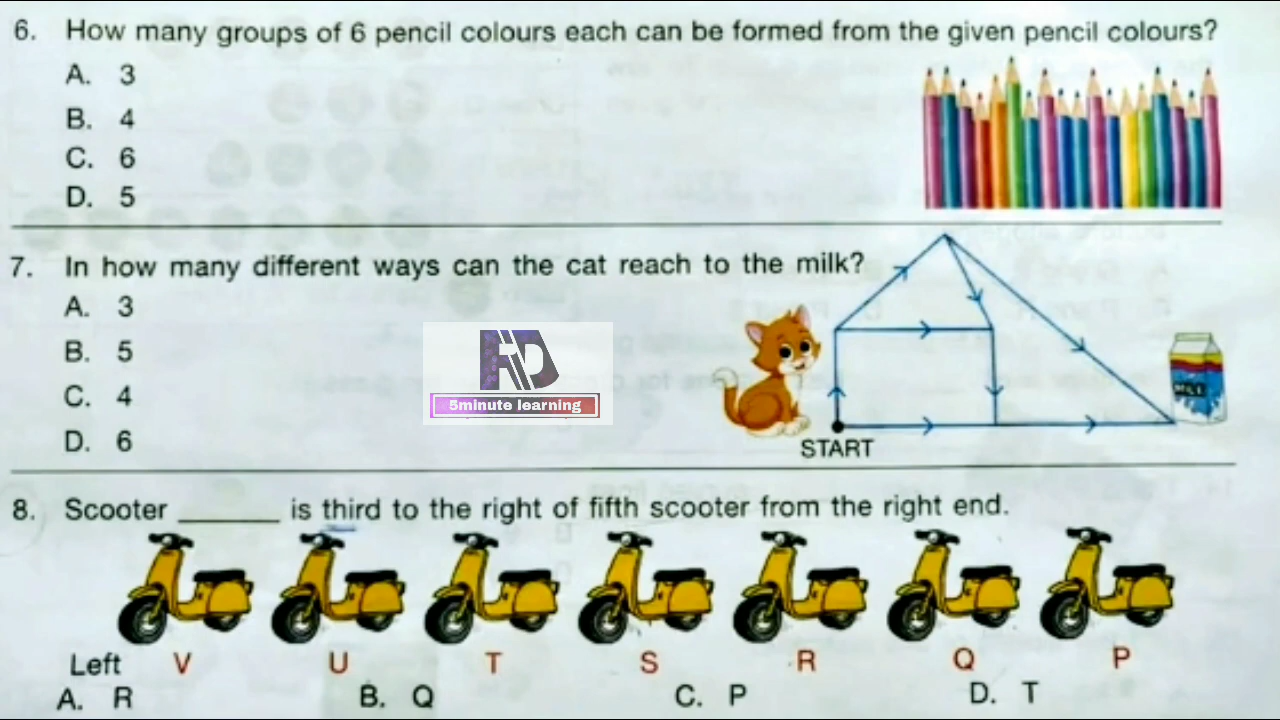 6. How many groups of 6 pencil colours each can be formed from the given pencil colours?
A. 3
B. 4
C. 6
D. 5
7. In how many different ways can the cat reach to the milk?
A. 3
B. 5
C. 4
D. 6
5minute learning
MILK
START
8. Scooter ______ is third to the right of fifth scooter from the right end.
Left V U T S R Q P
A. R B. Q C. P D. T